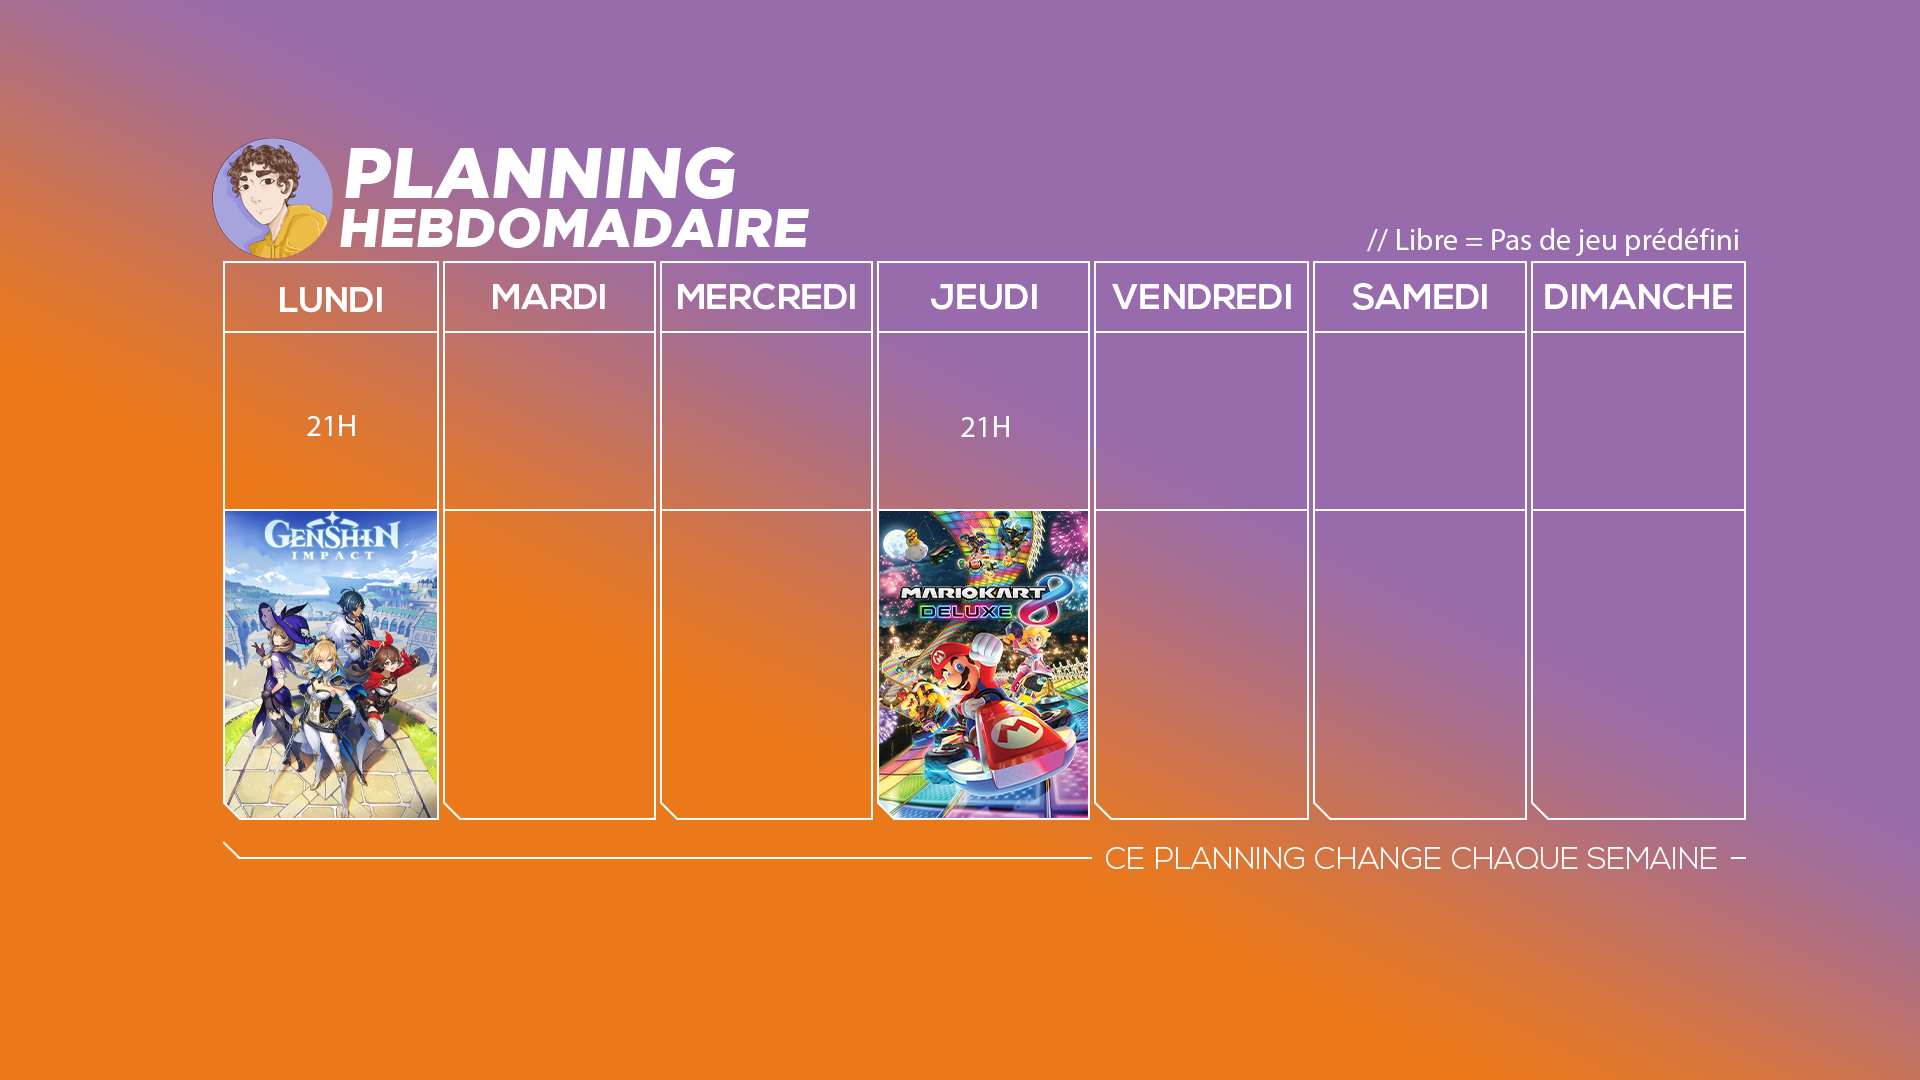 PLANNING
HEBDOMADAIRE
// Libre = Pas de jeu prédéfini
LUNDI MARDI MERCREDI JEUDI VENDREDI SAMEDI DIMANCHE
21H 21H
GENSHIN
IMPACT
MARIOKART 8
DELUXE
M
M
CE PLANNING CHANGE CHAQUE SEMAINE